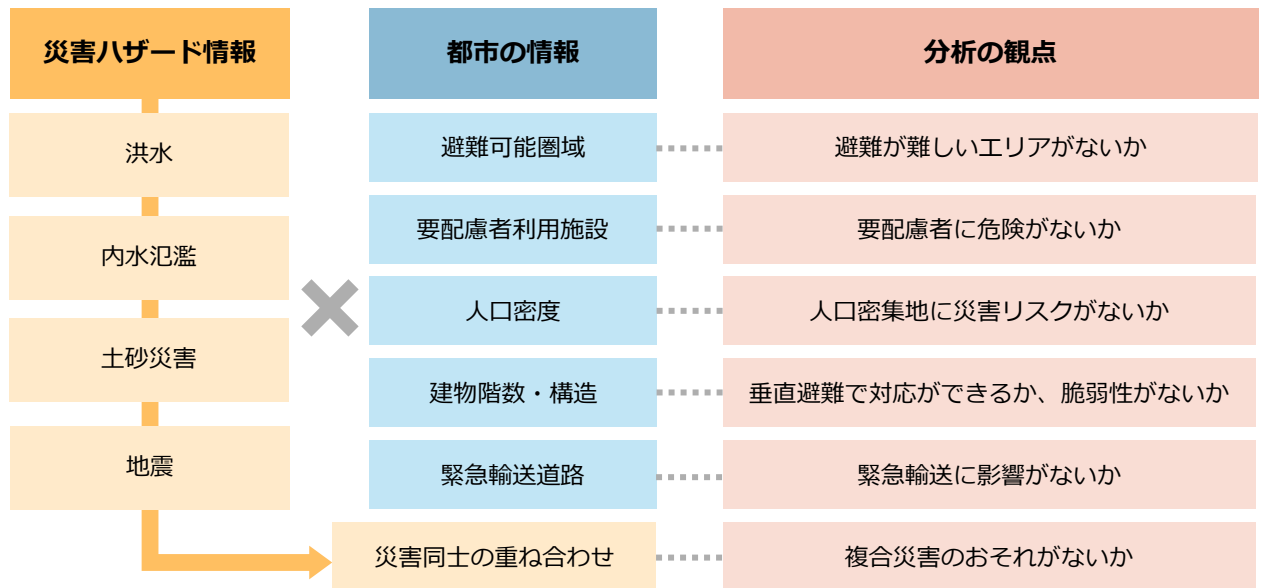 災害ハザード情報
都市の情報
分析の観点
洪水
避難可能圏域
避難が難しいエリアがないか
要配慮者利用施設
要配慮者に危険がないか
内水氾濫
人口密度
人口密集地に災害リスクがないか
土砂災害
建物階数・構造
垂直避難で対応ができるか、脆弱性がないか
地震
緊急輸送道路
緊急輸送に影響がないか
災害同士の重ね合わせ
複合災害のおそれがないか